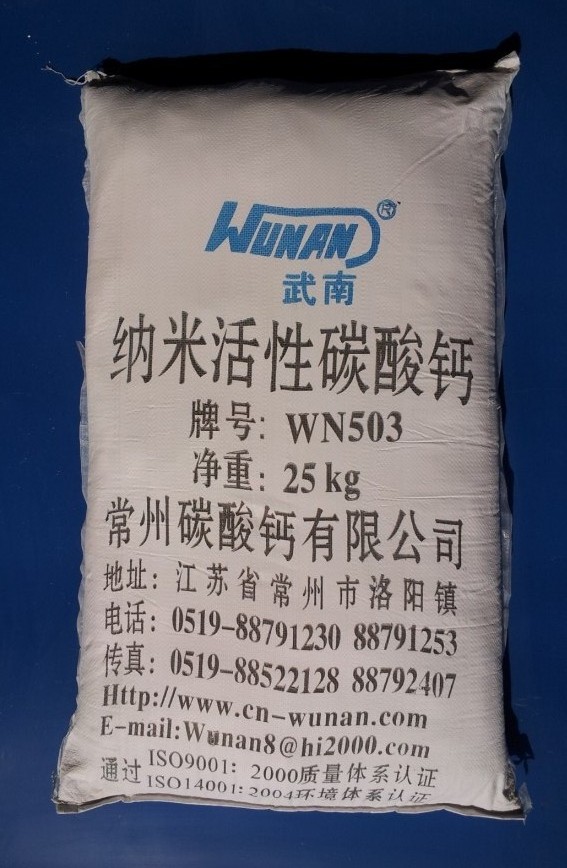 WUNAN®
武南
纳米活性碳酸钙
牌号: WN503
净重: 25kg
常州碳酸钙有限公司
地址: 江苏省常州市洛阳镇
电话: 0519-88791230 88791253
传真: 0519-88522128 88792407
Http://www.cn-wunan.com
E-mail:Wunan8@hi2000.com
通过 ISO9001: 2000质量体系认证
ISO14001: 2004环境体系认证